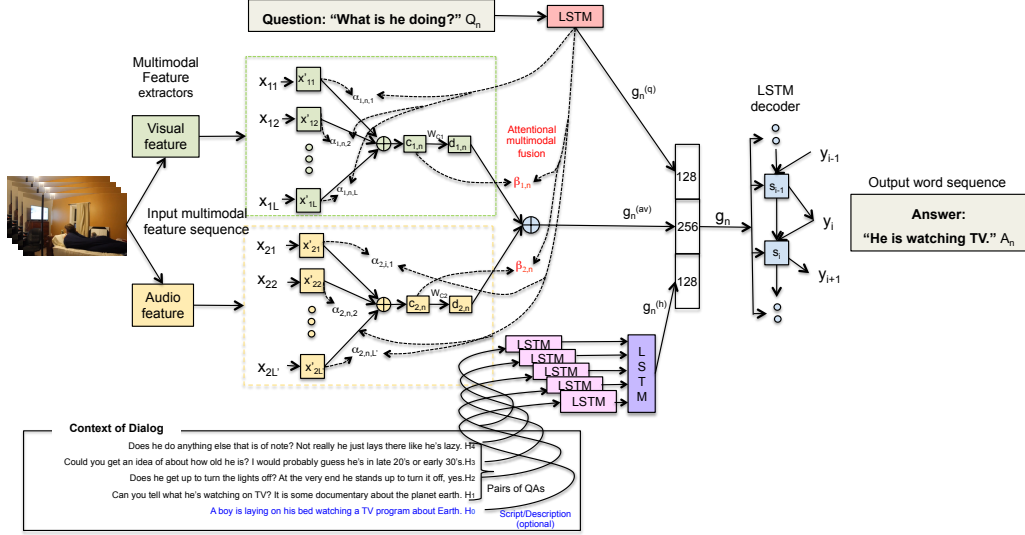 Question: “What is he doing?” Qn
LSTM
Multimodal
Feature
extractors
Visual
feature
Input multimodal
feature sequence
Audio
feature
x11
x'11
αi,n,1
x12
x'12
αi,n,2
x1L
x'1L
αi,n,L
c1,n
WC1
d1,n
x21
x'21
α2,i,1
x22
x'22
α2,n,2
x2L'
x'2L
α2,n,L'
c2,n
WC2
d2,n
Attentional
multimodal
fusion
β1,n
β2,n
gn(q)
gn(av)
gn(h)
128
256
128
gn
LSTM
decoder
yi-1
si-1
yi
si
yi+1
Output word sequence
Answer:
“He is watching TV.” An
LSTM
LSTM
LSTM
LSTM
LSTM
L
S
T
M
Context of Dialog
Does he do anything else that is of note? Not really he just lays there like he's lazy. H4
Could you get an idea of about how old he is? I would probably guess he's in late 20's or early 30's. H3
Does he get up to turn the lights off? At the very end he stands up to turn it off, yes. H2
Can you tell what he's watching on TV? It is some documentary about the planet earth. H1
A boy is laying on his bed watching a TV program about Earth. H0
Pairs of QAs
Script/Description
(optional)